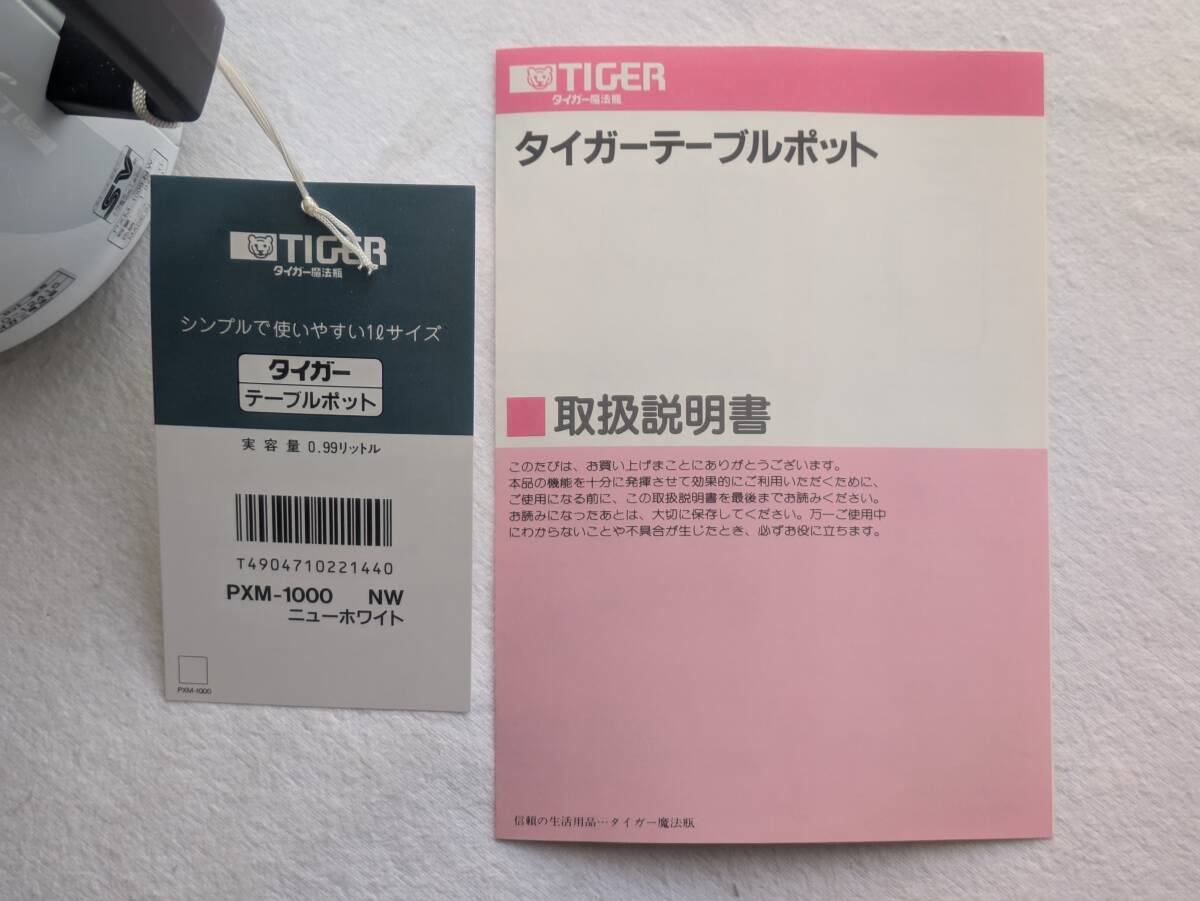 TIGER
タイガー魔法瓶
シンプルで使いやすい1ℓサイズ
タイガー
テーブルポット
実容量 0.99リットル
T4904710221440
PXM-1000 NW
ニューホワイト
PXM-1000
TIGER
タイガー魔法瓶
タイガーテーブルポット
取扱説明書
このたびは、お買い上げまことにありがとうございます。
本品の機能を十分に発揮させて効果的にご利用いただくために、
ご使用になる前に、この取扱説明書を最後までお読みください。
お読みになったあとは、大切に保存してください。万一ご使用中
にわからないことや不具合が生じたとき、必ずお役に立ちます。
信頼の生活用品…タイガー魔法瓶